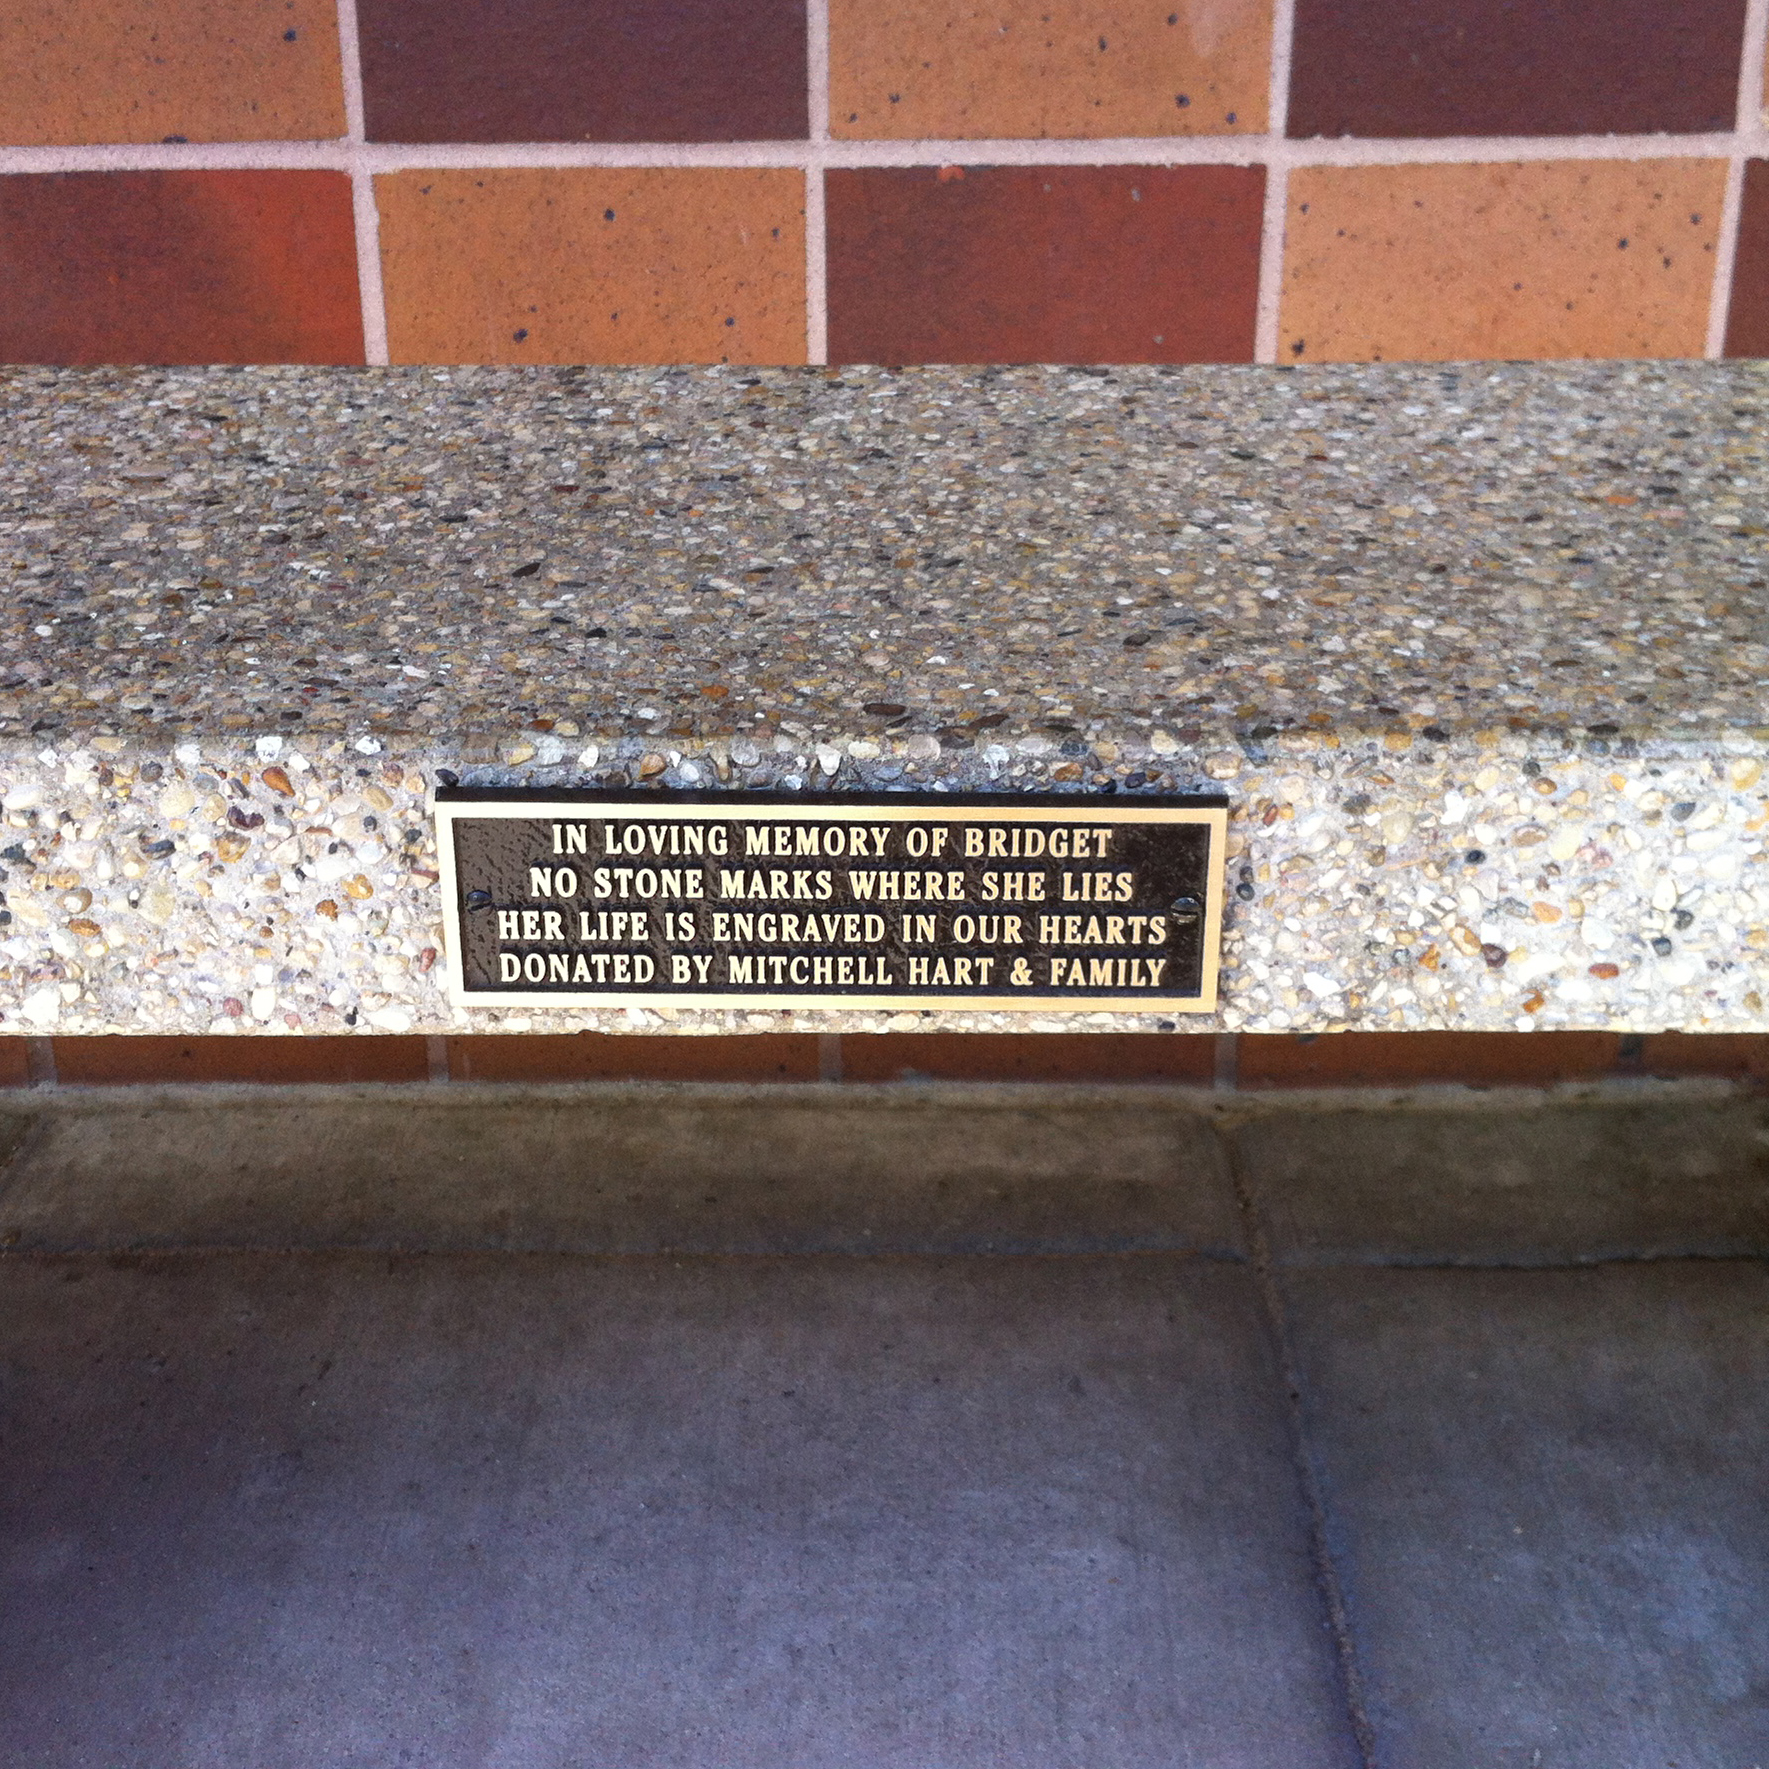 IN LOVING MEMORY OF BRIDGET
NO STONE MARKS WHERE SHE LIES
HER LIFE IS ENGRAVED IN OUR HEARTS
DONATED BY MITCHELL HART & FAMILY